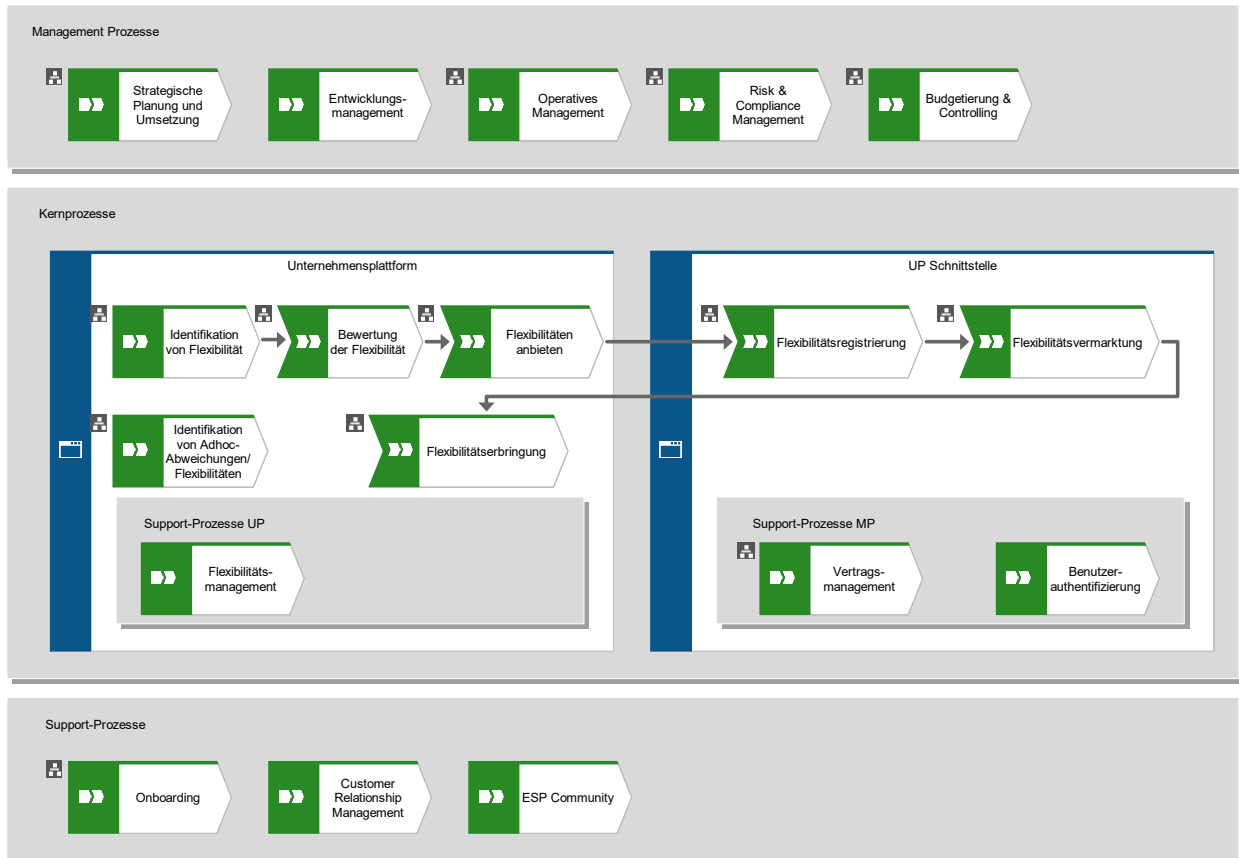 Management Prozesse
Strategische
Planung und
Umsetzung
Entwicklungs-
management
Operatives
Management
Risk &
Compliance
Management
Budgetierung &
Controlling
Kernprozesse
Unternehmensplattform
Identifikation
von Flexibilität
Bewertung
der Flexibilität
Flexibilitäten
anbieten
Identifikation
von Adhoc-
Abweichungen/
Flexibilitäten
Flexibilitätserbringung
Support-Prozesse UP
Flexibilitäts-
management
UP Schnittstelle
Flexibilitätsregistrierung
Flexibilitätsvermarktung
Support-Prozesse MP
Vertrags-
management
Benutzer-
authentifizierung
Support-Prozesse
Onboarding
Customer
Relationship
Management
ESP Community